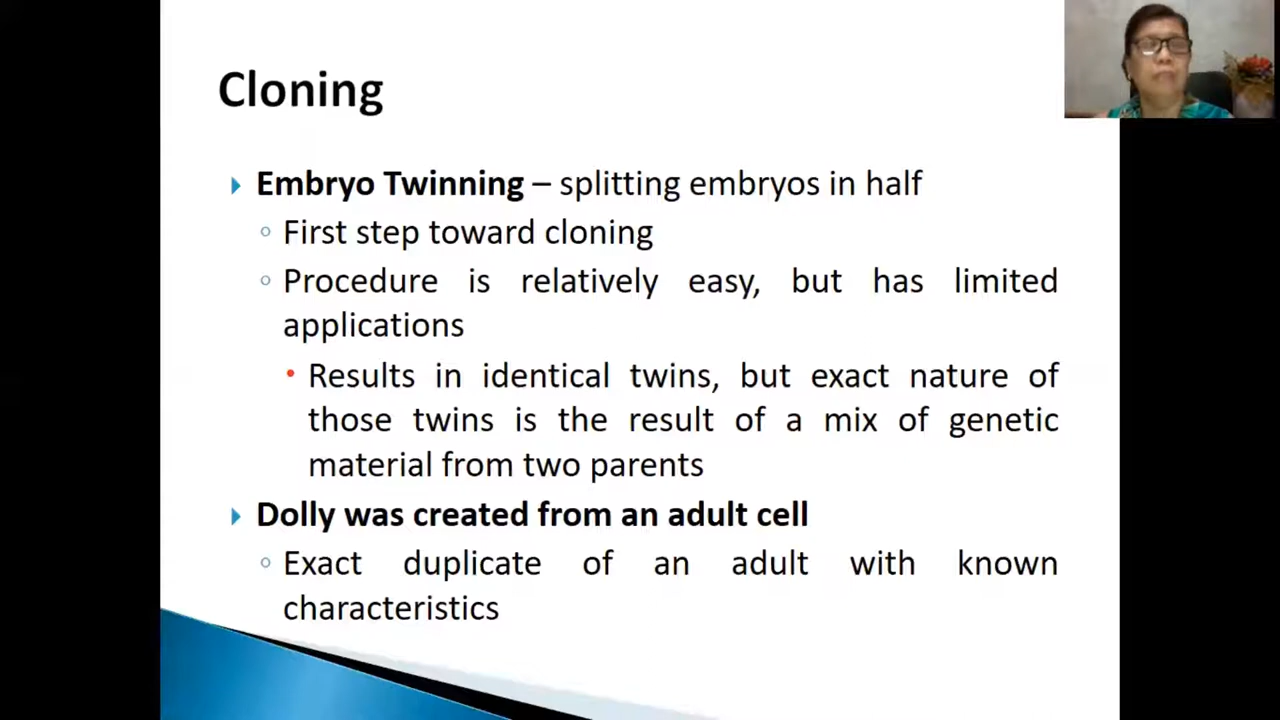 Cloning
Embryo Twinning – splitting embryos in half
First step toward cloning
Procedure is relatively easy, but has limited
applications
Results in identical twins, but exact nature of
those twins is the result of a mix of genetic
material from two parents
Dolly was created from an adult cell
Exact duplicate of an adult with known
characteristics